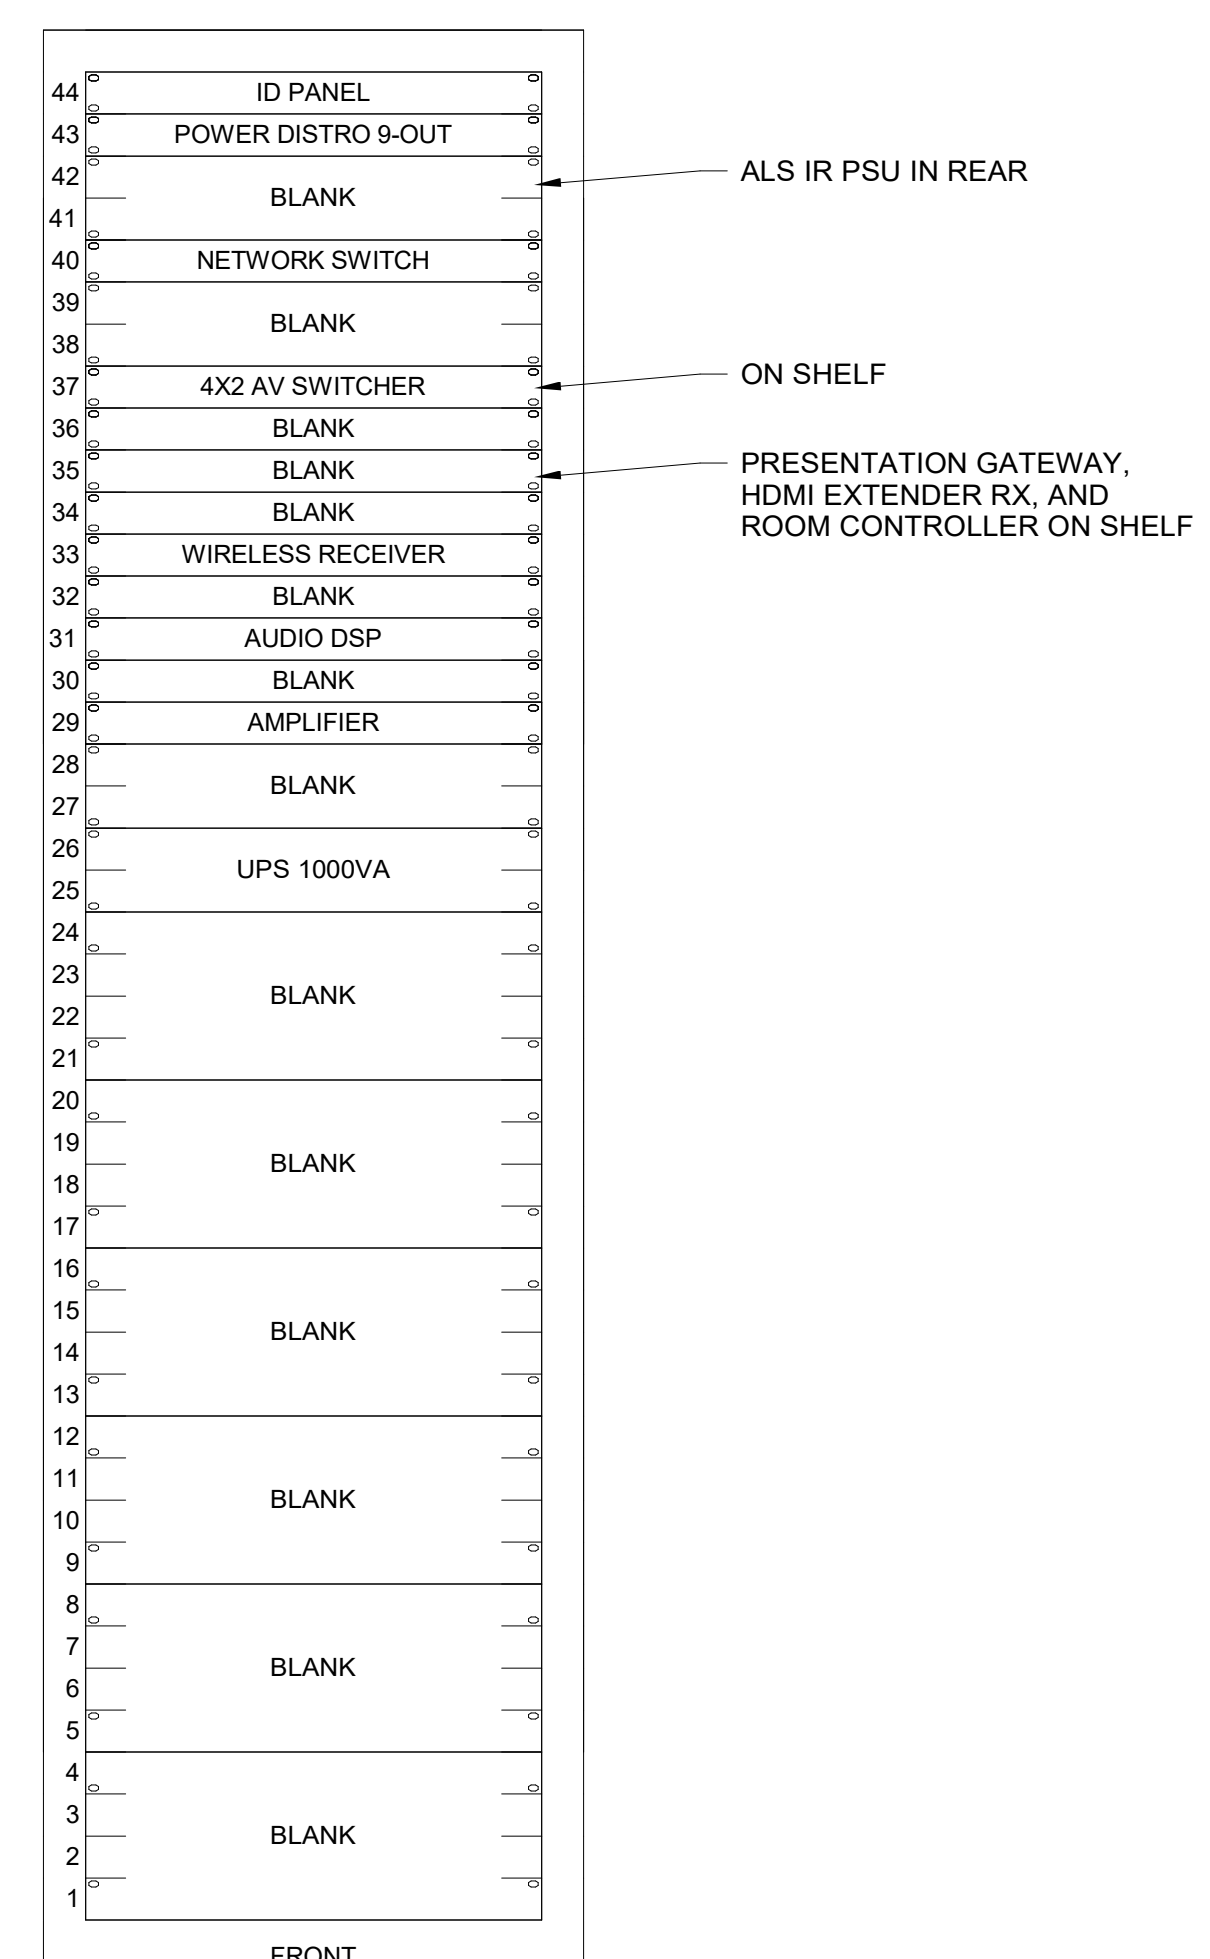 44 ID PANEL
43 POWER DISTRO 9-OUT
42
BLANK
41
ALS IR PSU IN REAR
40 NETWORK SWITCH
39
BLANK
38
37 4X2 AV SWITCHER
ON SHELF
36 BLANK
35 BLANK
PRESENTATION GATEWAY,
HDMI EXTENDER RX, AND
ROOM CONTROLLER ON SHELF
34 BLANK
33 WIRELESS RECEIVER
32 BLANK
31 AUDIO DSP
30 BLANK
29 AMPLIFIER
28
BLANK
27
26
UPS 1000VA
25
24
23
BLANK
22
21
20
19
BLANK
18
17
16
15
BLANK
14
13
12
11
BLANK
10
9
8
7
BLANK
6
5
4
3
BLANK
2
1
FRONT